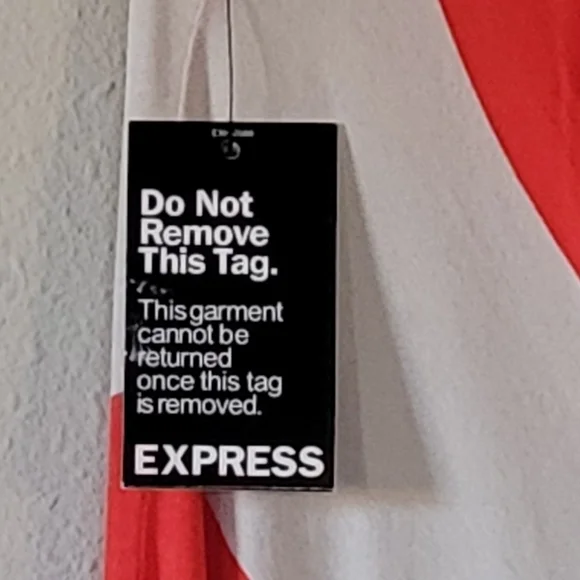 Do Not
Remove
This Tag.
This garment
cannot be
returned
once this tag
is removed.
EXPRESS